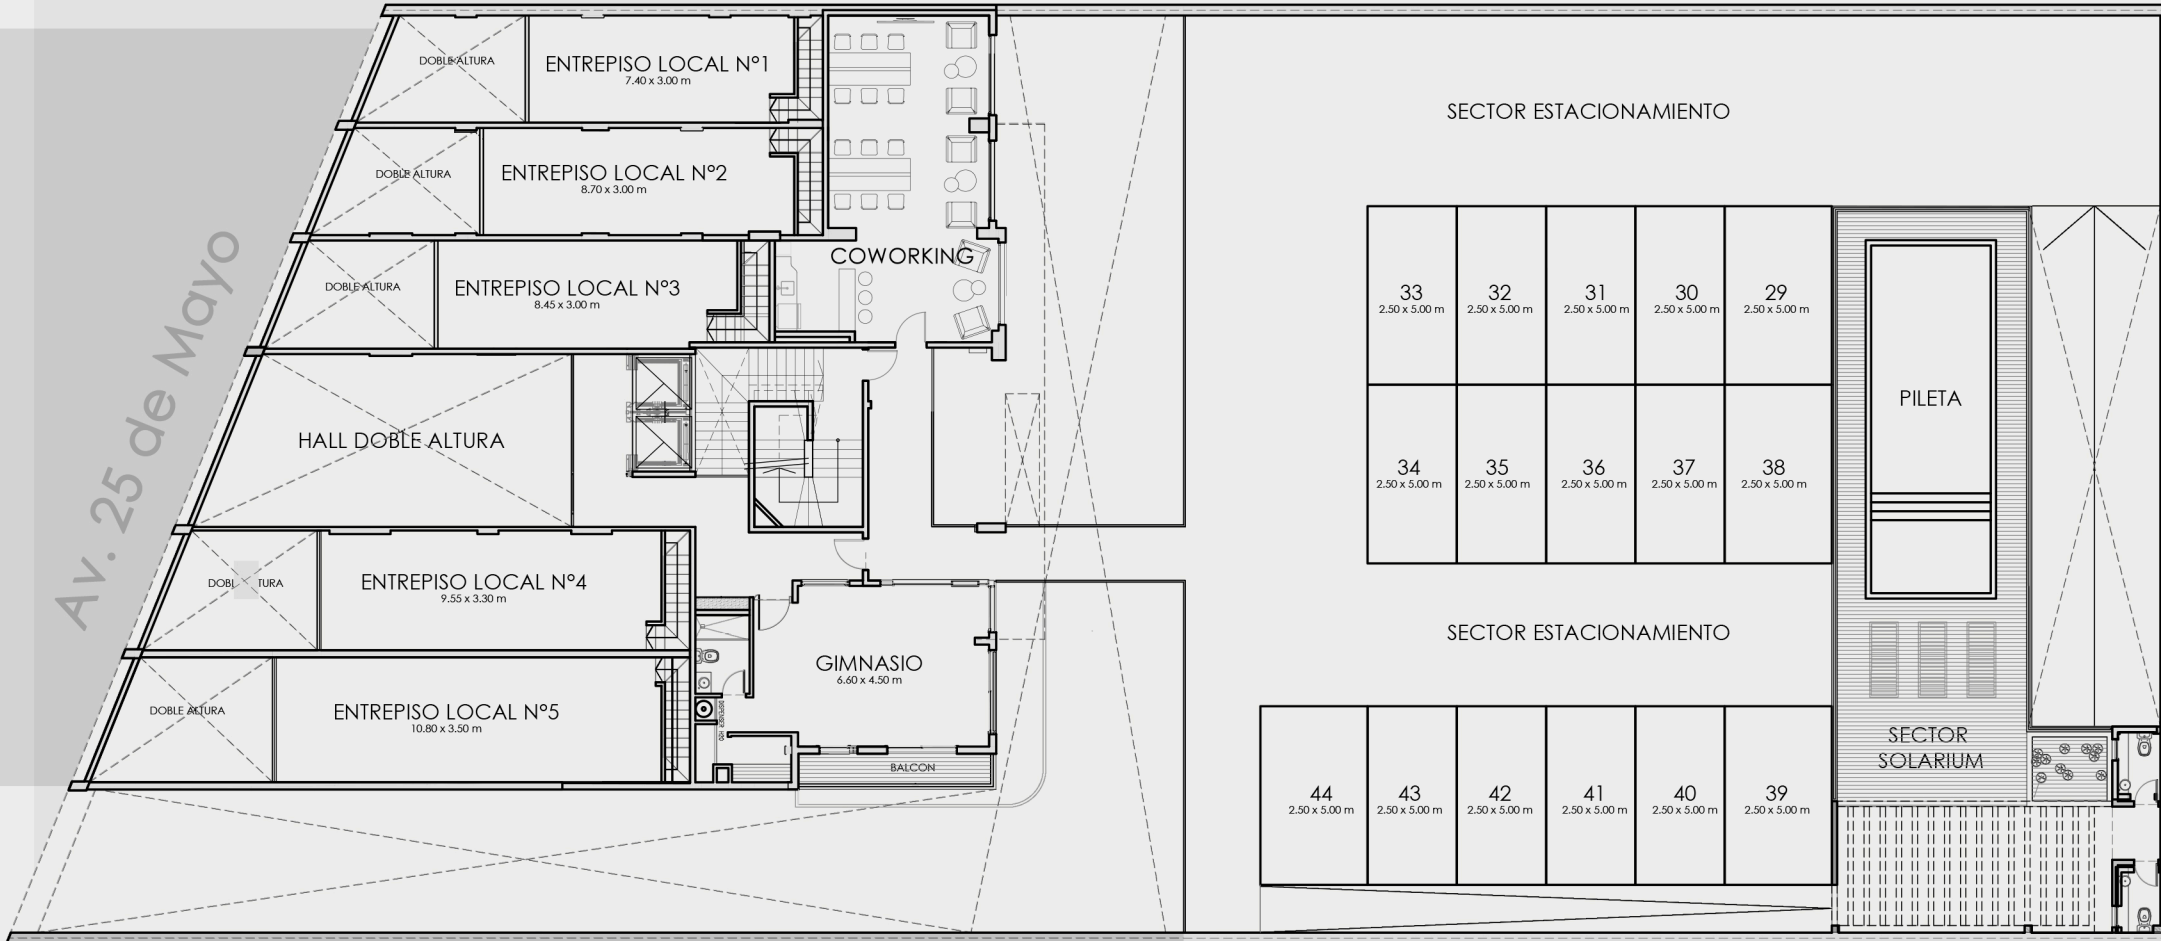 DOBLE ALTURA
ENTREPISO LOCAL Nº1
7.40 x 3.00 m
DOBLE ALTURA
ENTREPISO LOCAL Nº2
8.70 x 3.00 m
DOBLE ALTURA
ENTREPISO LOCAL Nº3
8.45 x 3.00 m
COWORKING
Av. 25 de Mayo
HALL DOBLE ALTURA
DOBL TURA
ENTREPISO LOCAL Nº4
9.55 x 3.30 m
DOBLE ALTURA
ENTREPISO LOCAL Nº5
10.80 x 3.50 m
GIMNASIO
6.60 x 4.50 m
DISPENSER H2O
BALCON
SECTOR ESTACIONAMIENTO
33
2.50 x 5.00 m
32
2.50 x 5.00 m
31
2.50 x 5.00 m
30
2.50 x 5.00 m
29
2.50 x 5.00 m
34
2.50 x 5.00 m
35
2.50 x 5.00 m
36
2.50 x 5.00 m
37
2.50 x 5.00 m
38
2.50 x 5.00 m
PILETA
SECTOR ESTACIONAMIENTO
SECTOR
SOLARIUM
44
2.50 x 5.00 m
43
2.50 x 5.00 m
42
2.50 x 5.00 m
41
2.50 x 5.00 m
40
2.50 x 5.00 m
39
2.50 x 5.00 m